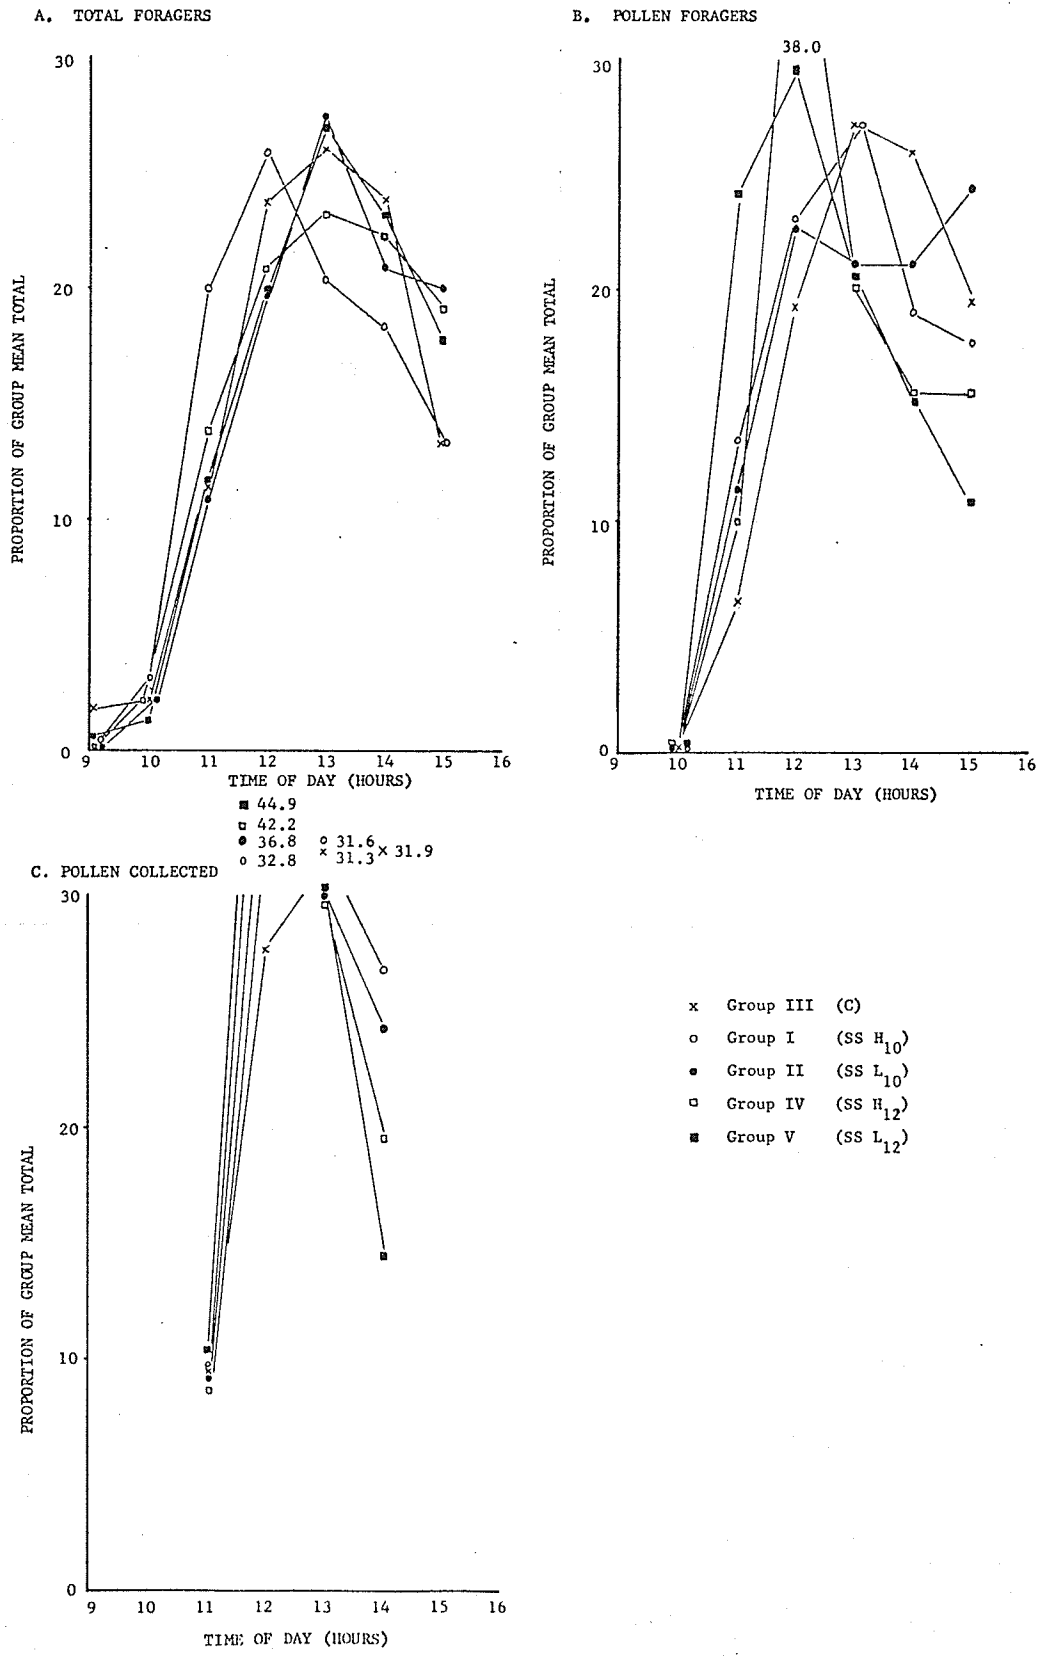 A. TOTAL FORAGERS
30
20
10
0
9 10 11 12 13 14 15 16
TIME OF DAY (HOURS)
PROPORTION OF GROUP MEAN TOTAL
B. POLLEN FORAGERS
38.0
30
20
10
0
9 10 11 12 13 14 15 16
TIME OF DAY (HOURS)
PROPORTION OF GROUP MEAN TOTAL
44.9
42.2
36.8 31.6
32.8 31.3 31.9
C. POLLEN COLLECTED
30
20
10
0
9 10 11 12 13 14 15 16
TIME OF DAY (HOURS)
PROPORTION OF GROUP MEAN TOTAL
x Group III (C)
o Group I (SS H10)
● Group II (SS L10)
□ Group IV (SS H12)
■ Group V (SS L12)